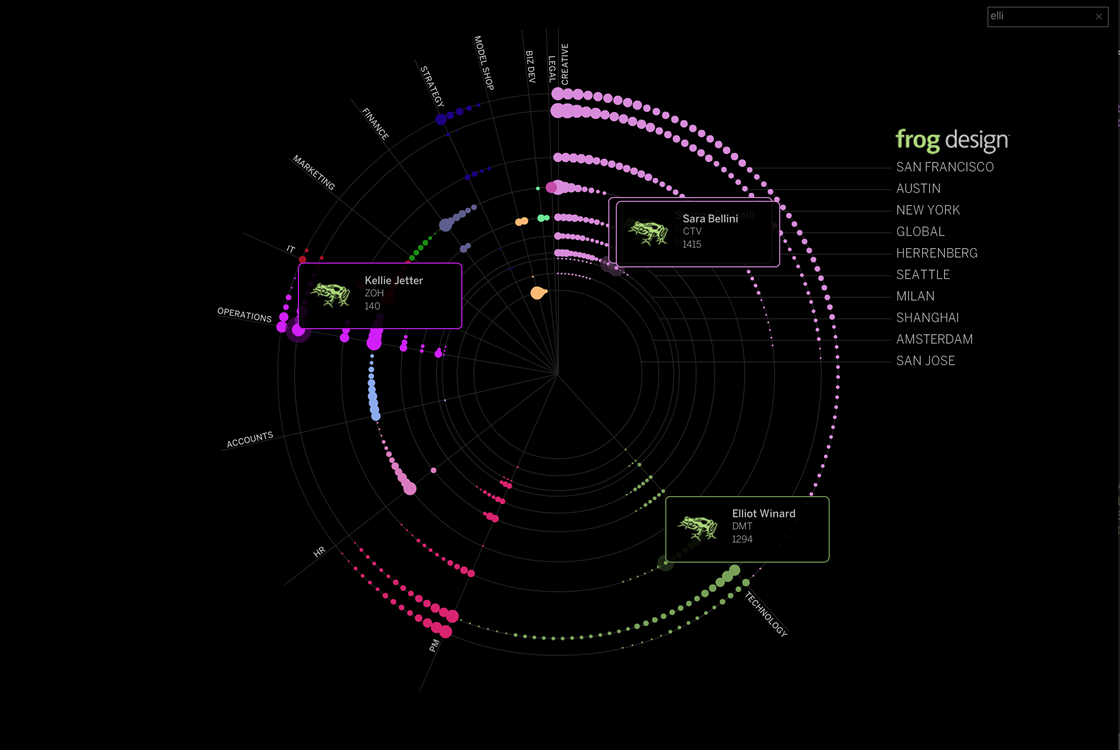 elli
MODEL SHOP
BIZ DEV
LEGAL
CREATIVE
STRATEGY
FINANCE
MARKETING
IT
OPERATIONS
ACCOUNTS
HR
PM
TECHNOLOGY
frog design
SAN FRANCISCO
AUSTIN
NEW YORK
GLOBAL
HERRENBERG
SEATTLE
MILAN
SHANGHAI
AMSTERDAM
SAN JOSE
Sara Bellini
CTV
1415
Kellie Jetter
ZOH
140
Elliot Winard
DMT
1294